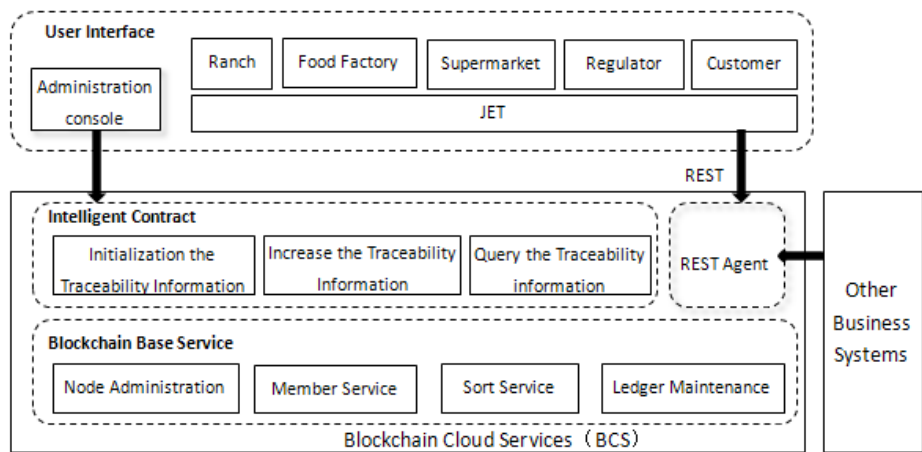 User Interface
Ranch
Food Factory
Supermarket
Regulator
Customer
Administration
console
JET
REST
Intelligent Contract
Initialization the
Traceability Information
Increase the Traceability
Information
Query the Traceability
information
REST Agent
Other
Business
Systems
Blockchain Base Service
Node Administration
Member Service
Sort Service
Ledger Maintenance
Blockchain Cloud Services（BCS）